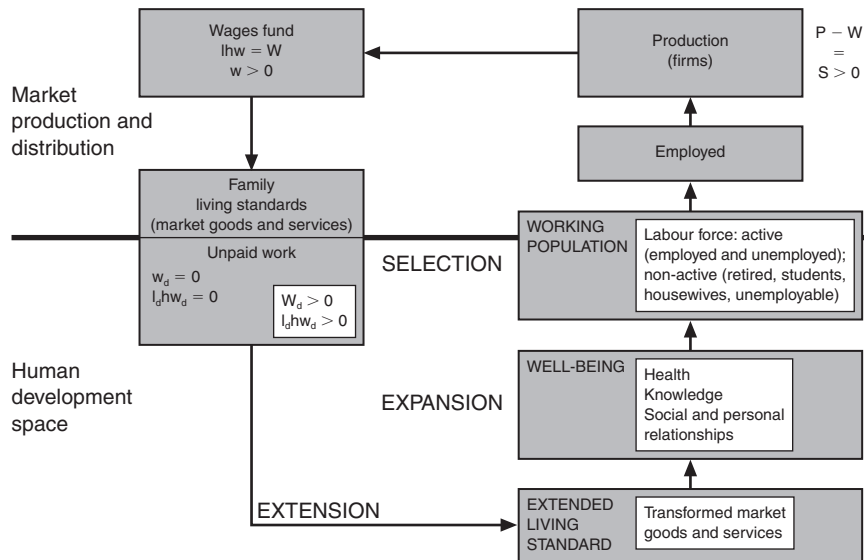 Wages fund
lhw = W
w > 0
Production
(firms)
P − W
=
S > 0
Market
production and
distribution
Employed
Family
living standards
(market goods and services)
Unpaid work
w_d = 0
l_dhw_d = 0
W_d > 0
l_dhw_d > 0
SELECTION
WORKING
POPULATION
Labour force: active
(employed and unemployed);
non-active (retired, students,
housewives, unemployable)
Human
development
space
EXPANSION
WELL-BEING
Health
Knowledge
Social and personal
relationships
EXTENSION
EXTENDED
LIVING
STANDARD
Transformed market
goods and services